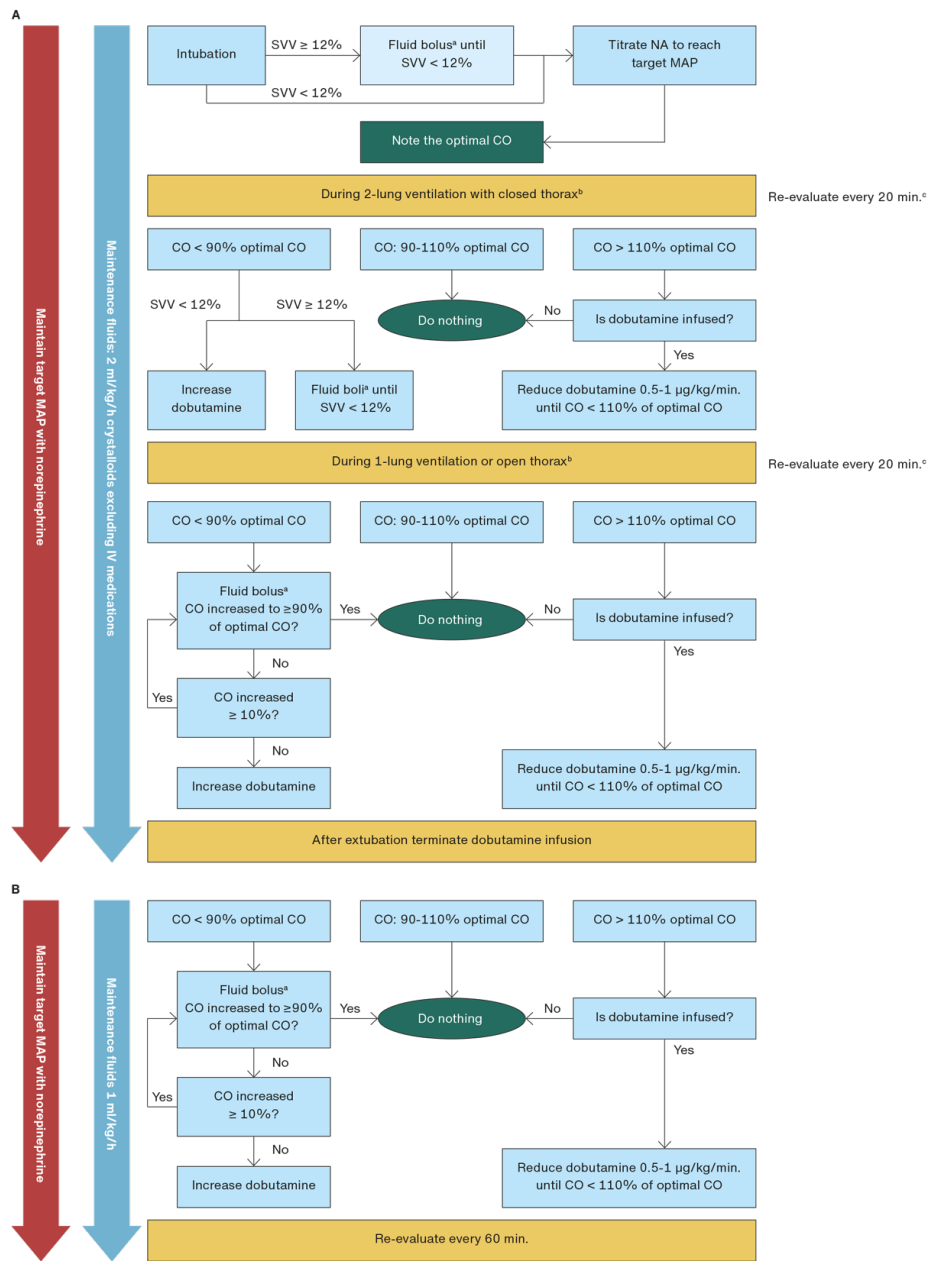 A
Maintain target MAP with norepinephrine
Maintenance fluids: 2 ml/kg/h crystalloids excluding IV medications
Intubation
SVV ≥ 12%
SVV < 12%
Fluid bolusᵃ until
SVV < 12%
Titrate NA to reach
target MAP
Note the optimal CO
During 2-lung ventilation with closed thoraxᵇ
Re-evaluate every 20 min.ᶜ
CO < 90% optimal CO
CO: 90-110% optimal CO
CO > 110% optimal CO
SVV < 12%
SVV ≥ 12%
Do nothing
No
Is dobutamine infused?
Yes
Increase
dobutamine
Fluid boliᵃ until
SVV < 12%
Reduce dobutamine 0.5-1 µg/kg/min.
until CO < 110% of optimal CO
During 1-lung ventilation or open thoraxᵇ
Re-evaluate every 20 min.ᶜ
CO < 90% optimal CO
CO: 90-110% optimal CO
CO > 110% optimal CO
Fluid bolusᵃ
CO increased to ≥90%
of optimal CO?
Yes
Do nothing
No
Is dobutamine infused?
No
Yes
Yes
CO increased
≥ 10%?
No
Increase dobutamine
Reduce dobutamine 0.5-1 µg/kg/min.
until CO < 110% of optimal CO
After extubation terminate dobutamine infusion
B
Maintain target MAP with norepinephrine
Maintenance fluids 1 ml/kg/h
CO < 90% optimal CO
CO: 90-110% optimal CO
CO > 110% optimal CO
Fluid bolusᵃ
CO increased to ≥90%
of optimal CO?
Yes
Do nothing
No
Is dobutamine infused?
No
Yes
Yes
CO increased
≥ 10%?
No
Increase dobutamine
Reduce dobutamine 0.5-1 µg/kg/min.
until CO < 110% of optimal CO
Re-evaluate every 60 min.